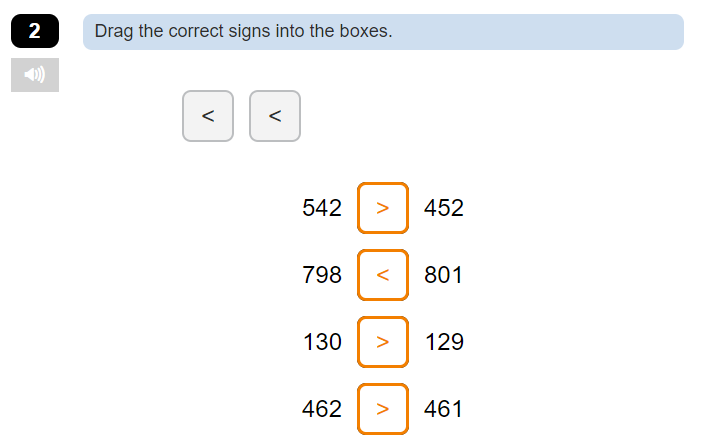 2 Drag the correct signs into the boxes.
< <
542 > 452
798 < 801
130 > 129
462 > 461